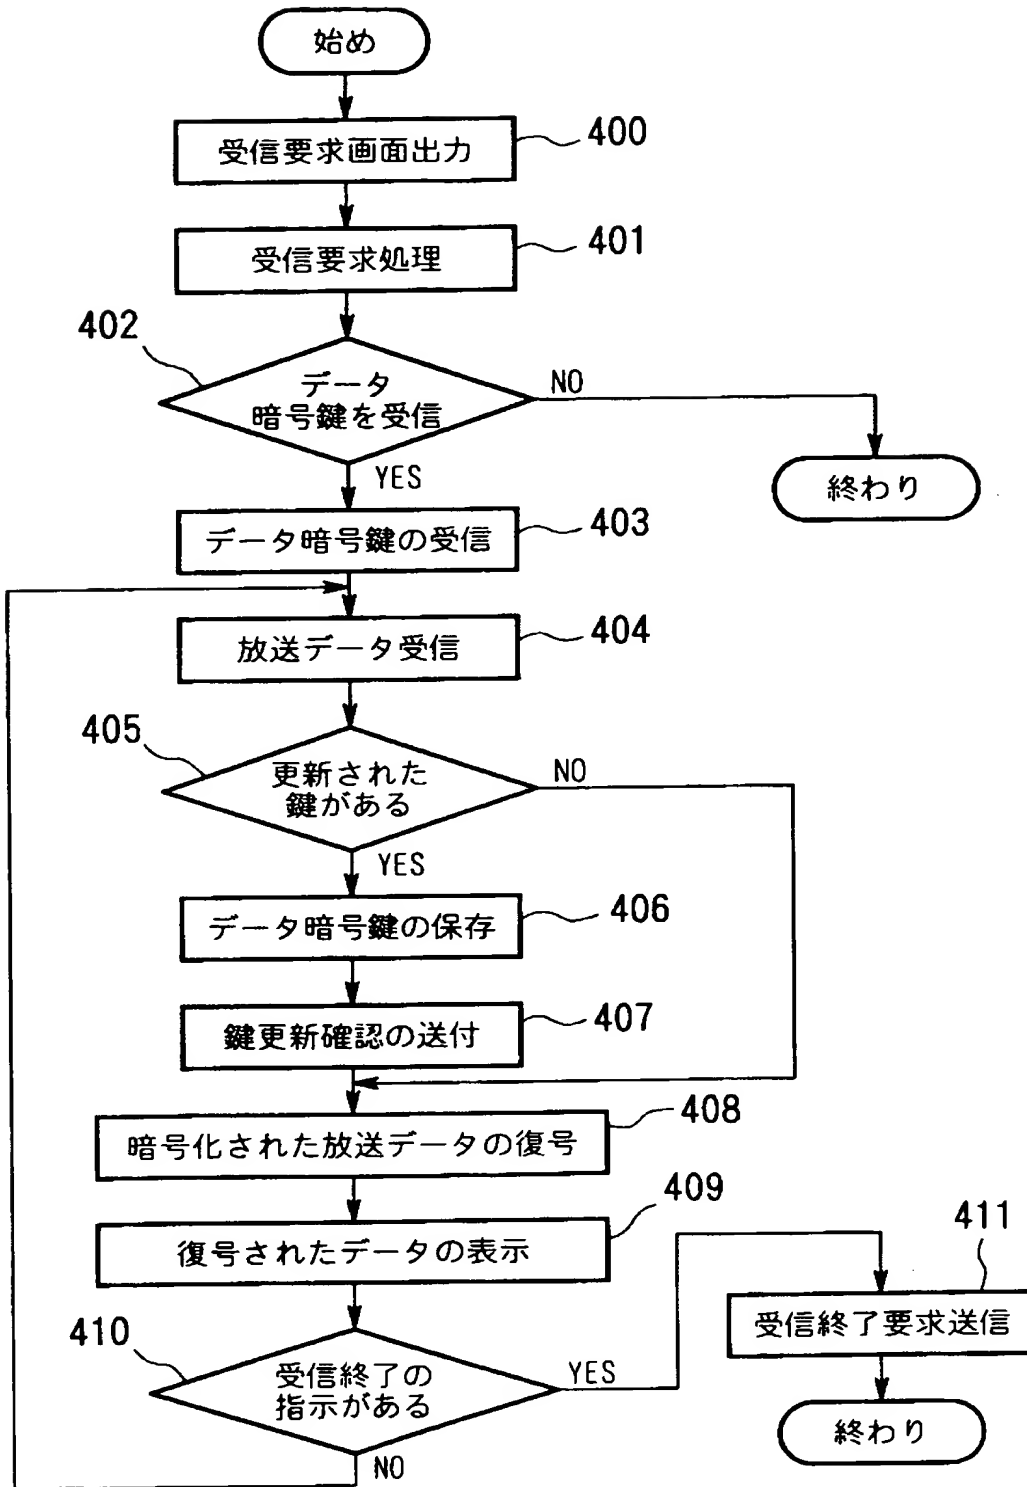 始め
受信要求画面出力
400
受信要求処理
401
402
データ
暗号鍵を受信
NO
終わり
YES
データ暗号鍵の受信
403
放送データ受信
404
405
更新された
鍵がある
NO
YES
データ暗号鍵の保存
406
鍵更新確認の送付
407
暗号化された放送データの復号
408
復号されたデータの表示
409
410
受信終了の
指示がある
YES
NO
411
受信終了要求送信
終わり